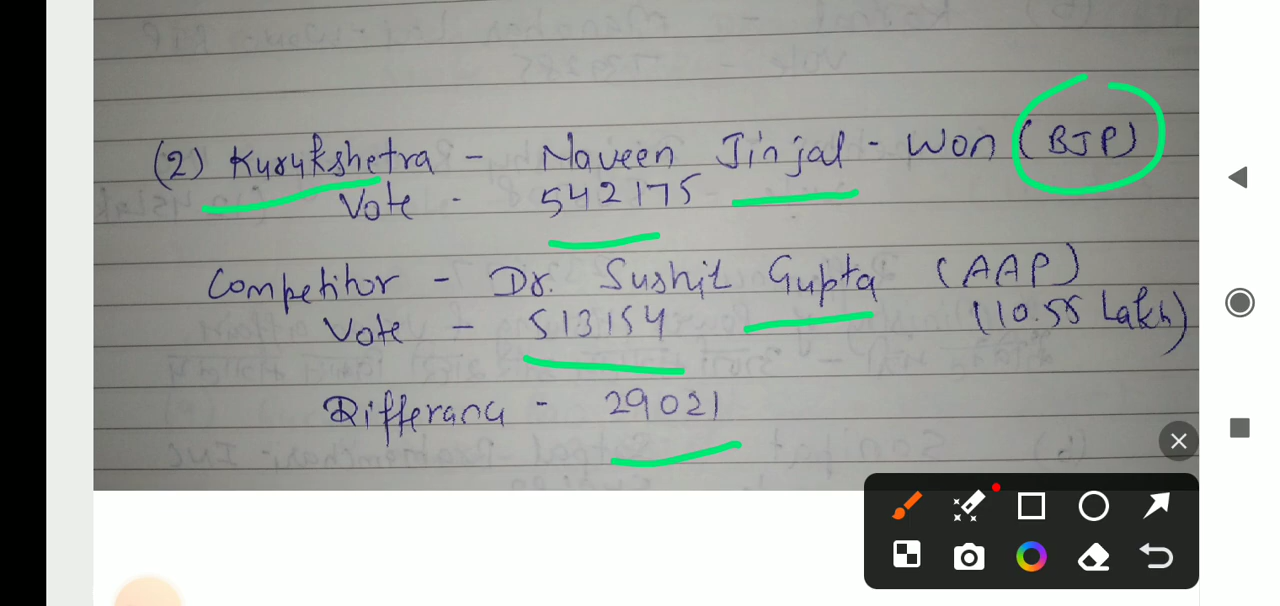 (2) Kurukshetra - Naveen Jinjal - Won (BJP)
Vote - 542175
Competitor - Dr. Sushil Gupta (AAP)
Vote - 513154 (10.55 Lakh)
Differana - 29021